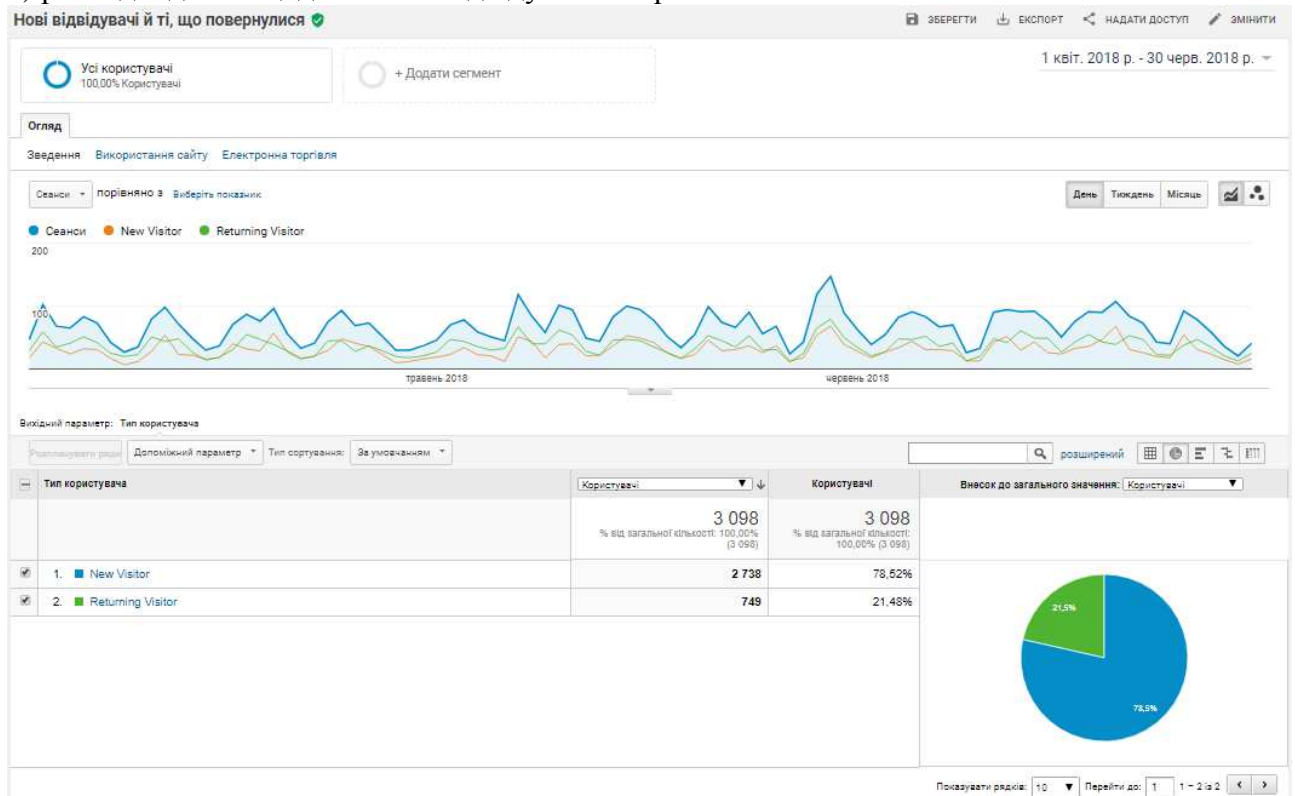 Нові відвідувачі й ті, що повернулися
ЗБЕРЕГТИ ЕКСПОРТ НАДАТИ ДОСТУП ЗМІНИТИ
Усі користувачі
100,00% Користувачі
+ Додати сегмент
1 квіт. 2018 р. - 30 черв. 2018 р.
Огляд
Зведення Використання сайту Електронна торгівля
Сеанси порівняно з Виберіть показник
День Тиждень Місяць
Сеанси New Visitor Returning Visitor
200
100
травень 2018 червень 2018
Вихідний параметр: Тип користувача
Допоміжний параметр Тип сортування: За умовчанням
розширений
Тип користувача Користувачі Користувачі Внесок до загального значення: Користувачі
3 098 3 098
% від загальної кількості: 100,00% (3 098) % від загальної кількості: 100,00% (3 098)
1. New Visitor 2 738 78,52%
2. Returning Visitor 749 21,48%
21,5%
78,5%
Показувати рядків: 10 Перейти до: 1 1 – 2 із 2